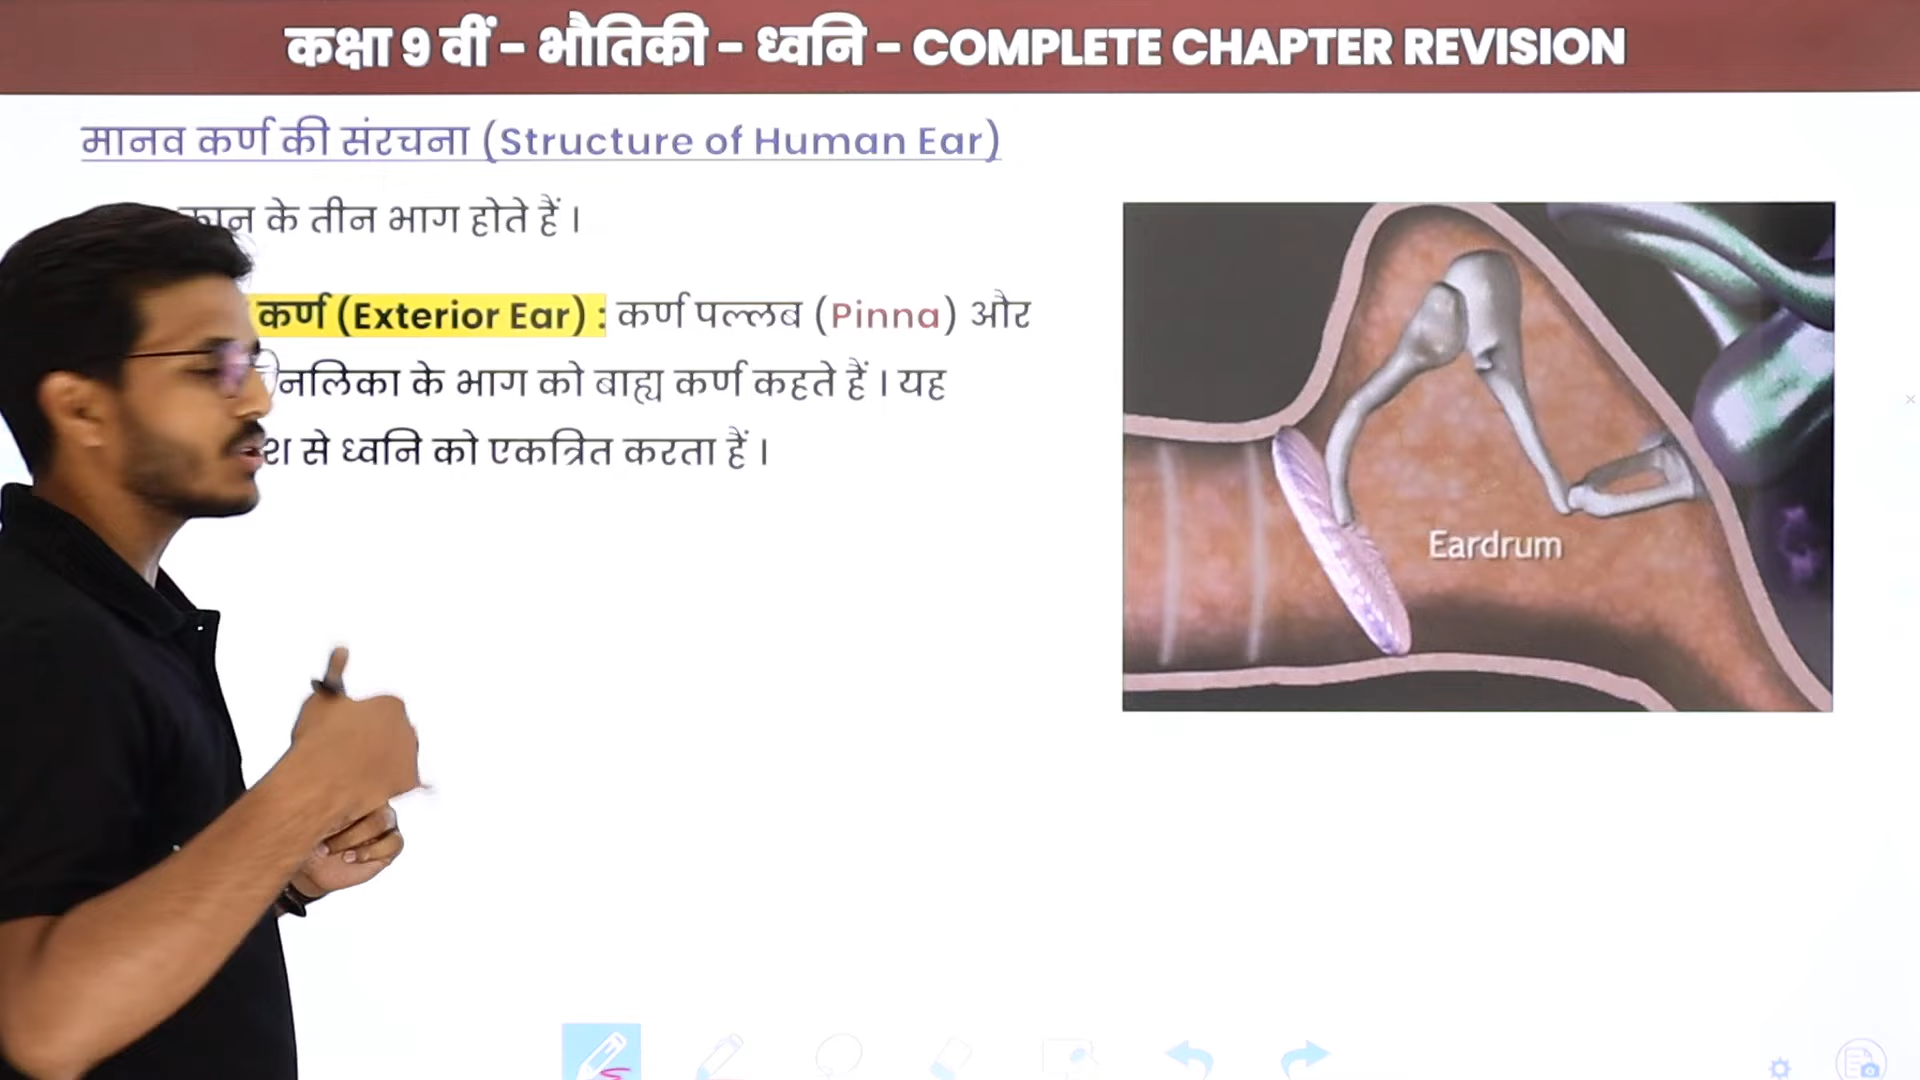 कक्षा 9 वीं - भौतिकी - ध्वनि - COMPLETE CHAPTER REVISION
मानव कर्ण की संरचना (Structure of Human Ear)
कान के तीन भाग होते हैं ।
कर्ण (Exterior Ear) : कर्ण पल्लब (Pinna) और
नलिका के भाग को बाह्य कर्ण कहते हैं । यह
से ध्वनि को एकत्रित करता हैं ।
Eardrum